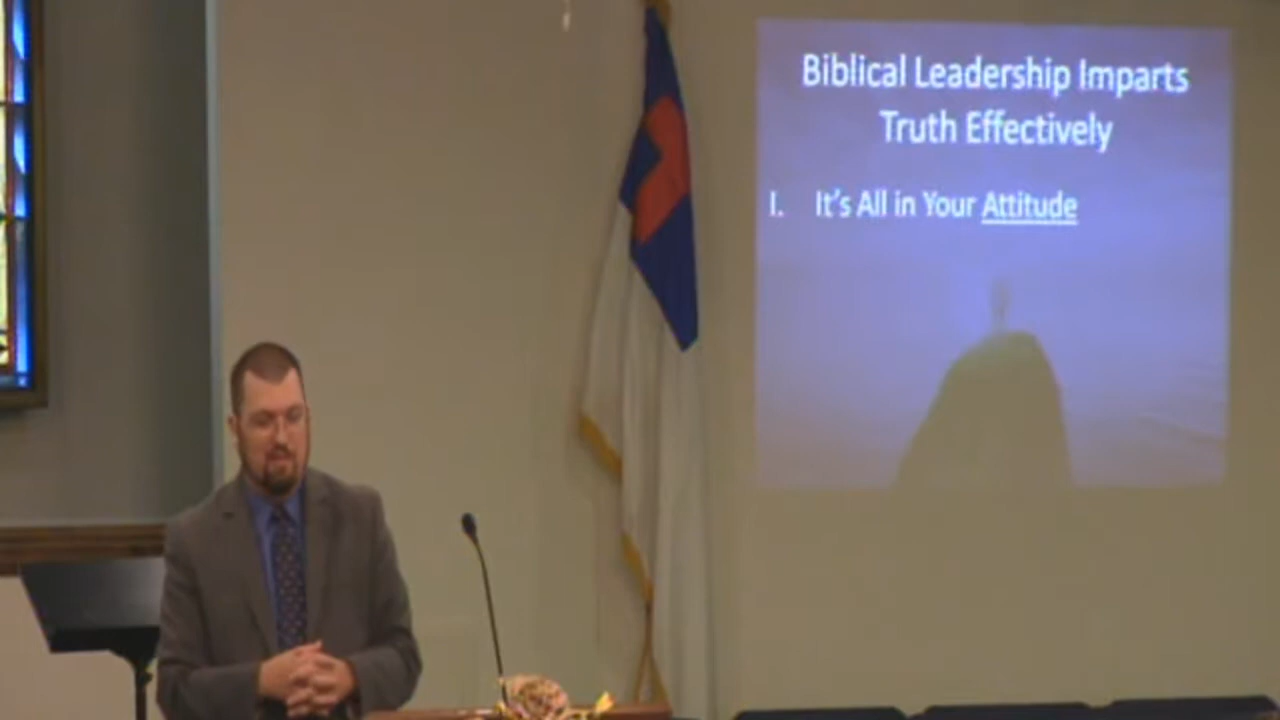 Biblical Leadership Imparts
Truth Effectively
I. It's All in Your Attitude